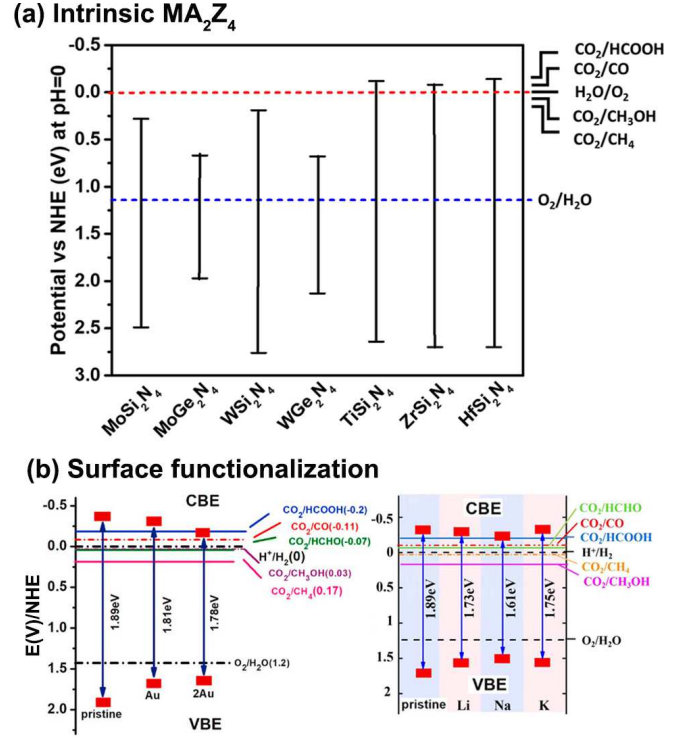 (a) Intrinsic MA₂Z₄
Potential vs NHE (eV) at pH=0
-0.5
0.0
0.5
1.0
1.5
2.0
2.5
3.0
CO₂/HCOOH
CO₂/CO
H₂O/O₂
CO₂/CH₃OH
CO₂/CH₄
O₂/H₂O
MoSi₂N₄
MoGe₂N₄
WSi₂N₄
WGe₂N₄
TiSi₂N₄
ZrSi₂N₄
HfSi₂N₄
(b) Surface functionalization
E(V)/NHE
-0.5
0.0
0.5
1.0
1.5
2.0
CBE
CO₂/HCOOH(-0.2)
CO₂/CO(-0.11)
CO₂/HCHO(-0.07)
H⁺/H₂(0)
CO₂/CH₃OH(0.03)
CO₂/CH₄(0.17)
1.89eV
1.81eV
1.78eV
O₂/H₂O(1.2)
pristine
Au
2Au
VBE
-0.5
0
0.5
1
1.5
2
CBE
CO₂/HCHO
CO₂/CO
CO₂/HCOOH
H⁺/H₂
CO₂/CH₄
CO₂/CH₃OH
1.89eV
1.73eV
1.61eV
1.75eV
O₂/H₂O
VBE
pristine
Li
Na
K